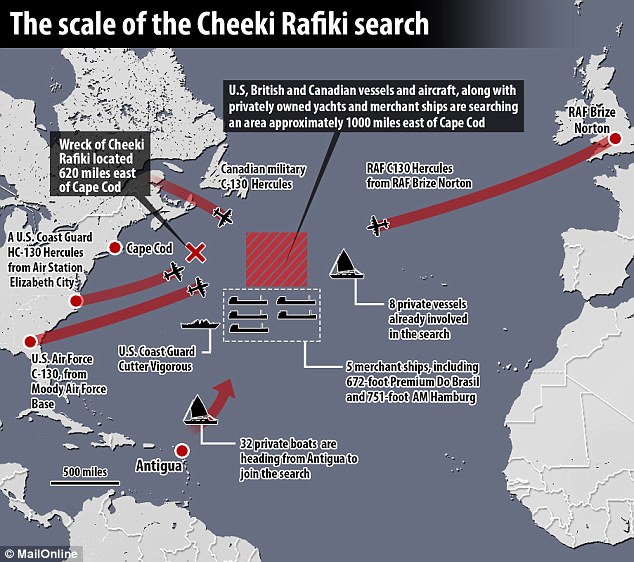 The scale of the Cheeki Rafiki search
U.S, British and Canadian vessels and aircraft, along with
privately owned yachts and merchant ships are searching
an area approximately 1000 miles east of Cape Cod
RAF Brize
Norton
Wreck of Cheeki
Rafiki located
620 miles east
of Cape Cod
Canadian military
C-130 Hercules
RAF C130 Hercules
from RAF Brize Norton
A U.S. Coast Guard
HC-130 Hercules
from Air Station
Elizabeth City
Cape Cod
8 private vessels
already involved
in the search
U.S. Air Force
C-130, from
Moody Air Force
Base
U.S. Coast Guard
Cutter Vigorous
5 merchant ships, including
672-foot Premium Do Brasil
and 751-foot AM Hamburg
32 private boats are
heading from Antigua to
join the search
Antigua
500 miles
© MailOnline